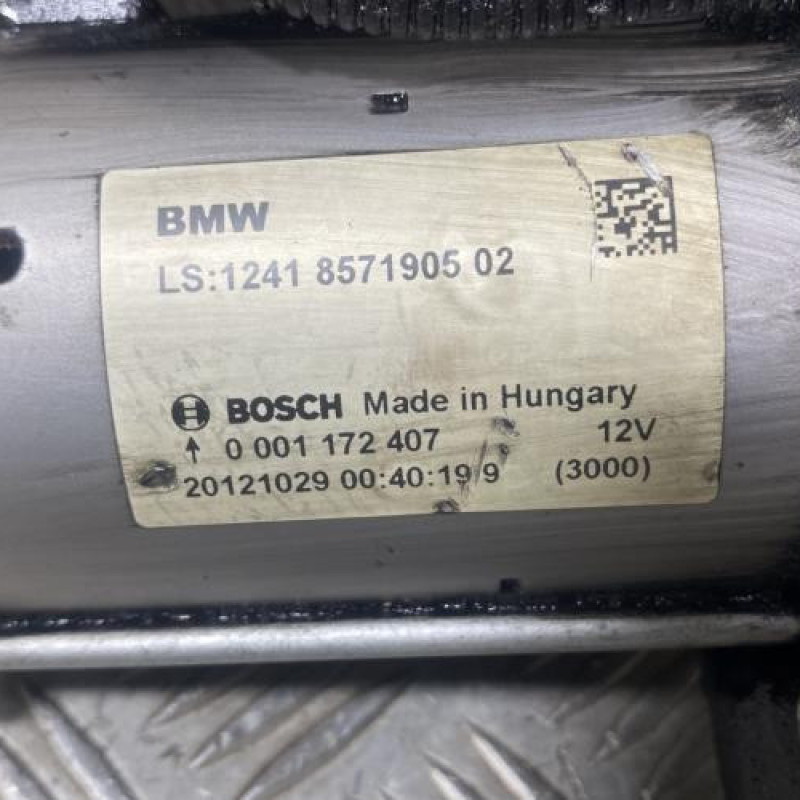 BMW
LS:1241 8571905 02
BOSCH Made in Hungary
0 001 172 407 12V
20121029 00:40:19 9 (3000)